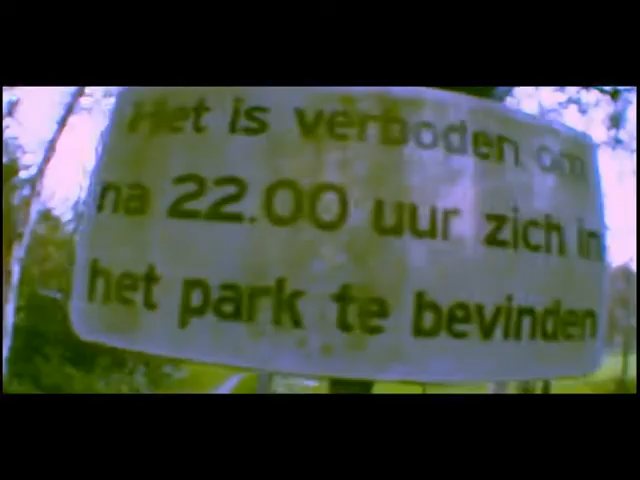 Het is verboden om
na 22.00 uur zich in
het park te bevinden